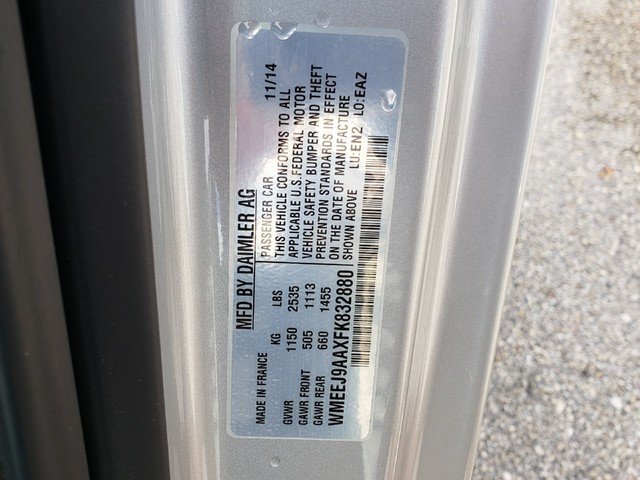 MFD BY DAIMLER AG
MADE IN FRANCE PASSENGER CAR 11/14
KG LBS THIS VEHICLE CONFORMS TO ALL
GVWR 1150 2535 APPLICABLE U.S. FEDERAL MOTOR
GAWR FRONT 505 1113 VEHICLE SAFETY BUMPER AND THEFT
GAWR REAR 660 1455 PREVENTION STANDARDS IN EFFECT
ON THE DATE OF MANUFACTURE
SHOWN ABOVE
WMEEJ9AAXFK832880 LU:EN2 LO:EAZ